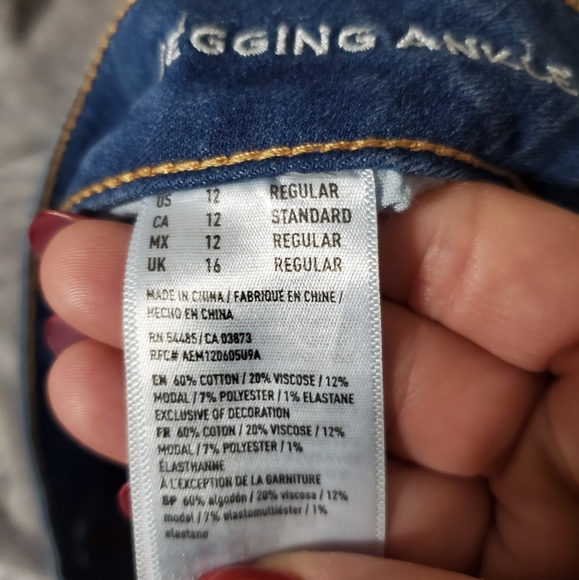 JEGGING ANKLE
US 12 REGULAR
CA 12 STANDARD
MX 12 REGULAR
UK 16 REGULAR
MADE IN CHINA / FABRIQUÉ EN CHINE /
HECHO EN CHINA
RN 54485 / CA 03873
RFC# AEM120605U9A
EN 60% COTTON / 20% VISCOSE / 12%
MODAL / 7% POLYESTER / 1% ELASTANE
EXCLUSIVE OF DECORATION
FR 60% COTON / 20% VISCOSE / 12%
MODAL / 7% POLYESTER / 1%
ÉLASTHANNE
À L'EXCEPTION DE LA GARNITURE
SP 60% algodón / 20% viscosa / 12%
modal / 7% elastomultiéster / 1%
elastano